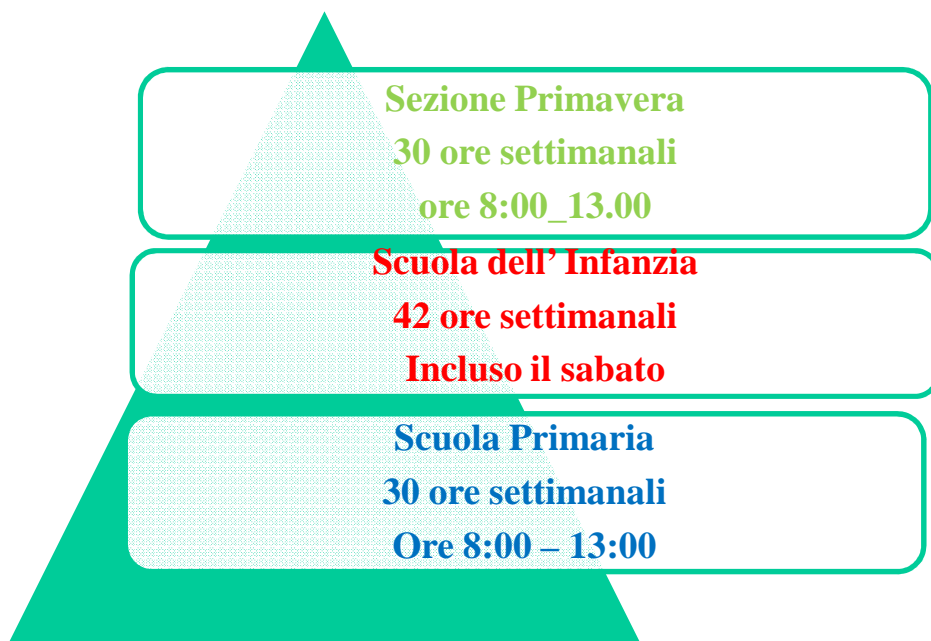 Sezione Primavera
30 ore settimanali
ore 8:00_13.00
Scuola dell’ Infanzia
42 ore settimanali
Incluso il sabato
Scuola Primaria
30 ore settimanali
Ore 8:00 – 13:00